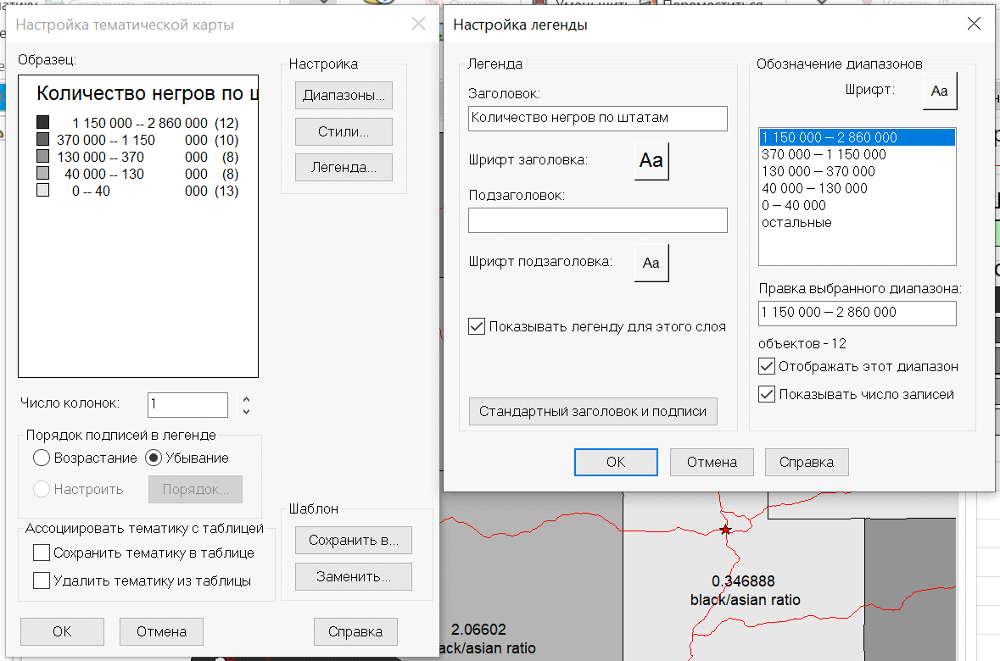 Настройка тематической карты
Образец:
Количество негров по ш
1 150 000 -- 2 860 000 (12)
370 000 -- 1 150 000 (10)
130 000 -- 370 000 (8)
40 000 -- 130 000 (8)
0 -- 40 000 (13)
Настройка
Диапазоны...
Стили...
Легенда...
Число колонок:
1
Порядок подписей в легенде
Возрастание
Убывание
Настроить
Порядок...
Ассоциировать тематику с таблицей
Сохранить тематику в таблице
Удалить тематику из таблицы
Шаблон
Сохранить в...
Заменить...
OK
Отмена
Справка
Настройка легенды
Легенда
Заголовок:
Количество негров по штатам
Шрифт заголовка:
Aa
Подзаголовок:
Шрифт подзаголовка:
Aa
Показывать легенду для этого слоя
Стандартный заголовок и подписи
Обозначение диапазонов
Шрифт:
Aa
1 150 000 – 2 860 000
370 000 – 1 150 000
130 000 – 370 000
40 000 – 130 000
0 – 40 000
остальные
Правка выбранного диапазона:
1 150 000 – 2 860 000
объектов - 12
Отображать этот диапазон
Показывать число записей
OK
Отмена
Справка
0.346888
black/asian ratio
2.06602
ack/asian ratio